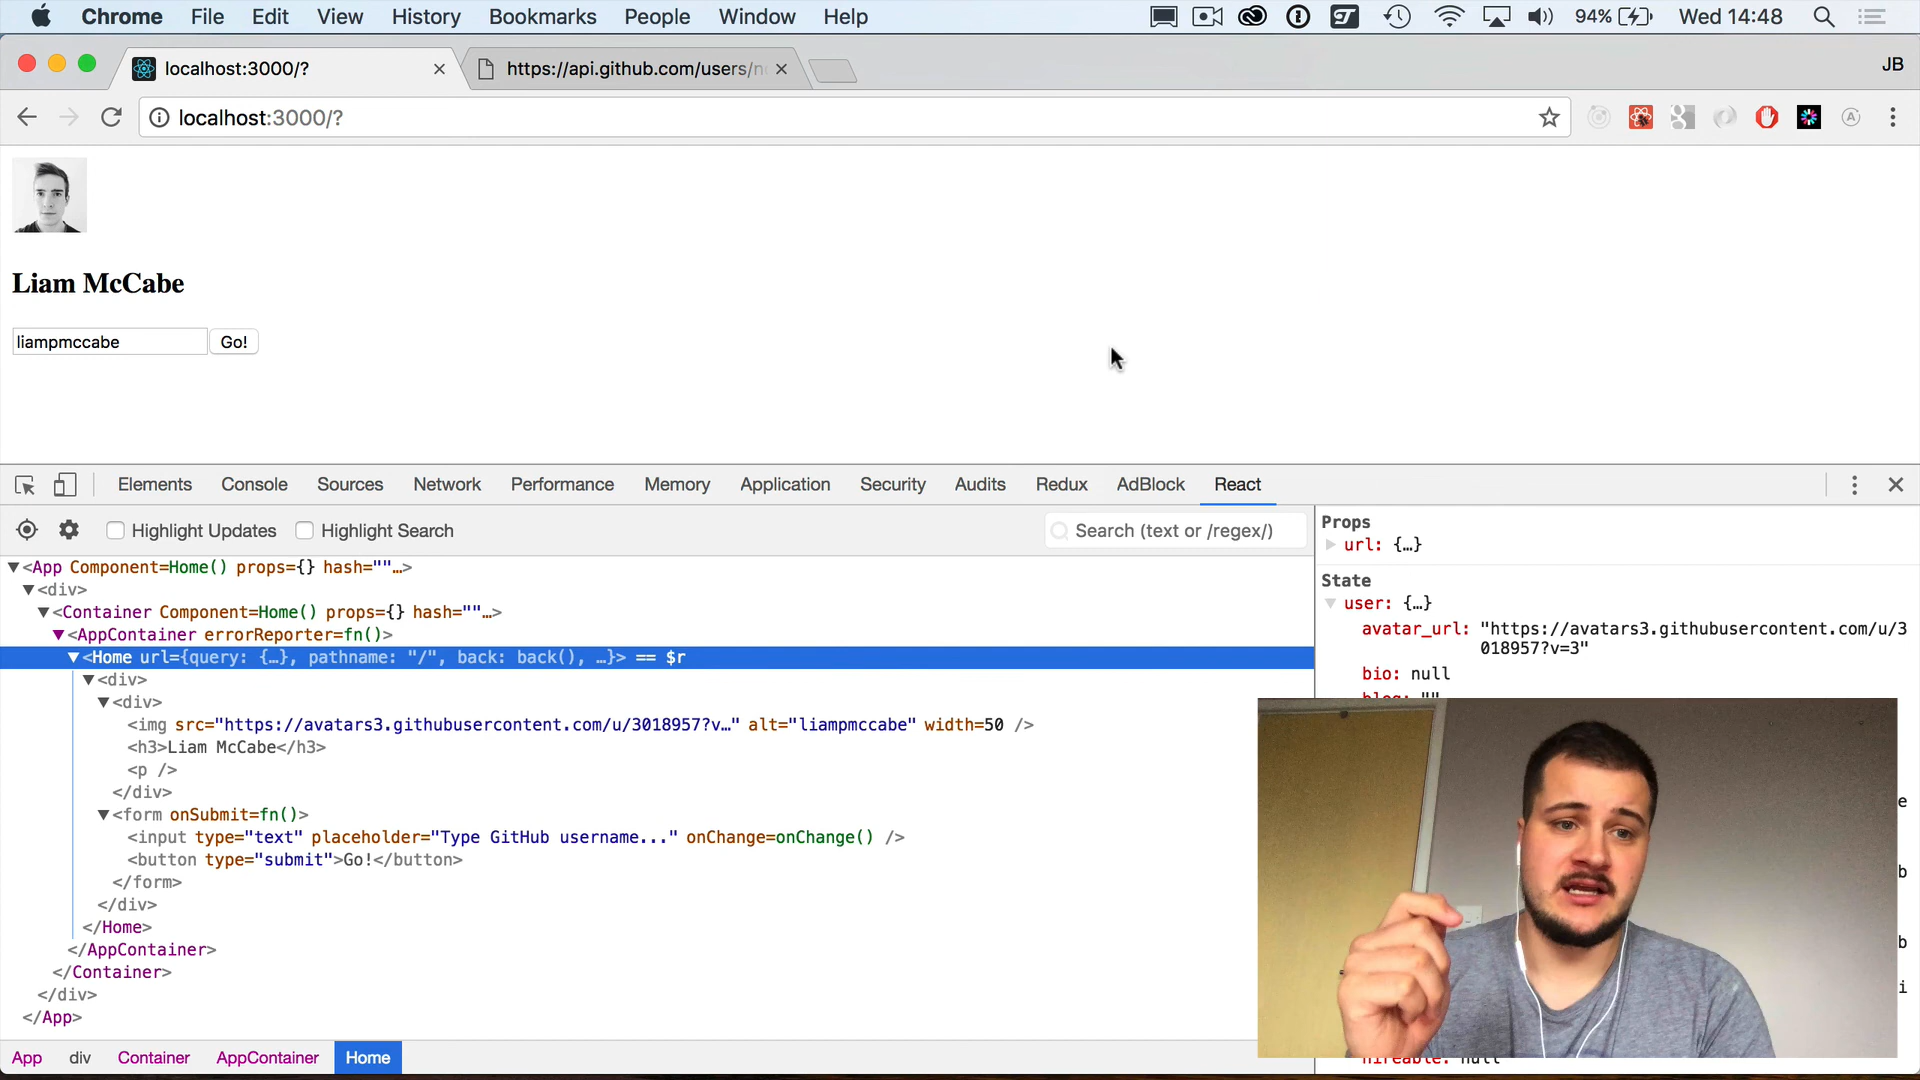 Chrome File Edit View History Bookmarks People Window Help 94% Wed 14:48
localhost:3000/? https://api.github.com/users/n JB
localhost:3000/?
Liam McCabe
liampmccabe Go!
Elements Console Sources Network Performance Memory Application Security Audits Redux AdBlock React
Highlight Updates Highlight Search Search (text or /regex/)
<App Component=Home() props={} hash=""…>
<div>
<Container Component=Home() props={} hash=""…>
<AppContainer errorReporter=fn()>
<Home url={query: {…}, pathname: "/", back: back(), …}> == $r
<div>
<div>
<img src="https://avatars3.githubusercontent.com/u/3018957?v…" alt="liampmccabe" width=50 />
<h3>Liam McCabe</h3>
<p />
</div>
<form onSubmit=fn()>
<input type="text" placeholder="Type GitHub username..." onChange=onChange() />
<button type="submit">Go!</button>
</form>
</div>
</Home>
</AppContainer>
</Container>
</div>
</App>
App div Container AppContainer Home
Props
url: {…}
State
user: {…}
avatar_url: "https://avatars3.githubusercontent.com/u/3
018957?v=3"
bio: null
blog: ""
e
b
b
i
hireable: null